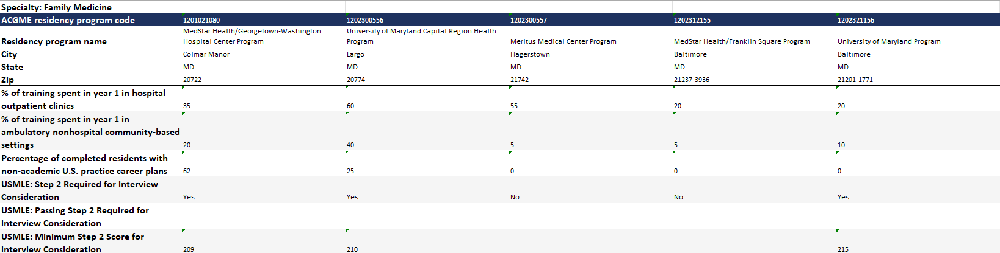 Specialty: Family Medicine
ACGME residency program code 1201021080 1202300556 1202300557 1202312155 1202321156
MedStar Health/Georgetown-Washington University of Maryland Capital Region Health
Residency program name Hospital Center Program Program Meritus Medical Center Program MedStar Health/Franklin Square Program University of Maryland Program
City Colmar Manor Largo Hagerstown Baltimore Baltimore
State MD MD MD MD MD
Zip 20722 20774 21742 21237-3936 21201-1771
% of training spent in year 1 in hospital
outpatient clinics 35 60 55 20 20
% of training spent in year 1 in
ambulatory nonhospital community-based
settings 20 40 5 5 10
Percentage of completed residents with
non-academic U.S. practice career plans 62 25 0 0 0
USMLE: Step 2 Required for Interview
Consideration Yes Yes No No Yes
USMLE: Passing Step 2 Required for
Interview Consideration
USMLE: Minimum Step 2 Score for
Interview Consideration 209 210 215